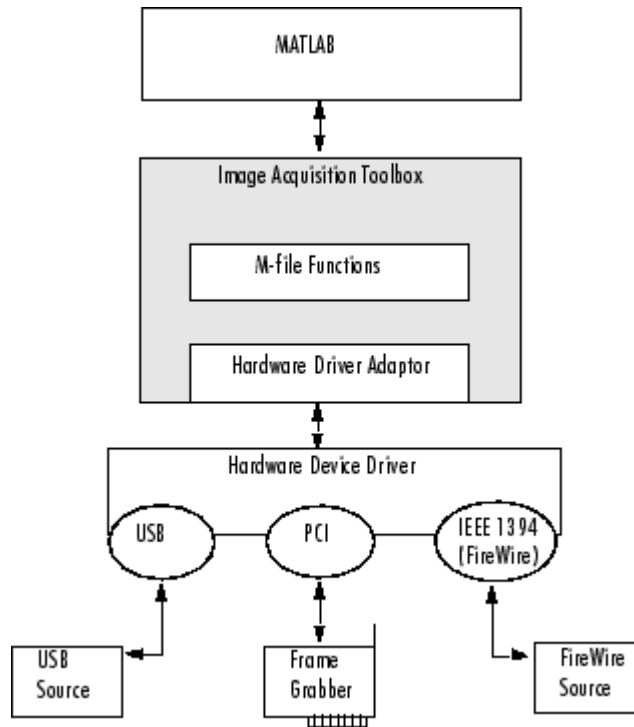 MATLAB
Image Acquisition Toolbox
M-file Functions
Hardware Driver Adaptor
Hardware Device Driver
USB
PCI
IEEE 1394
(FireWire)
USB
Source
Frame
Grabber
FireWire
Source